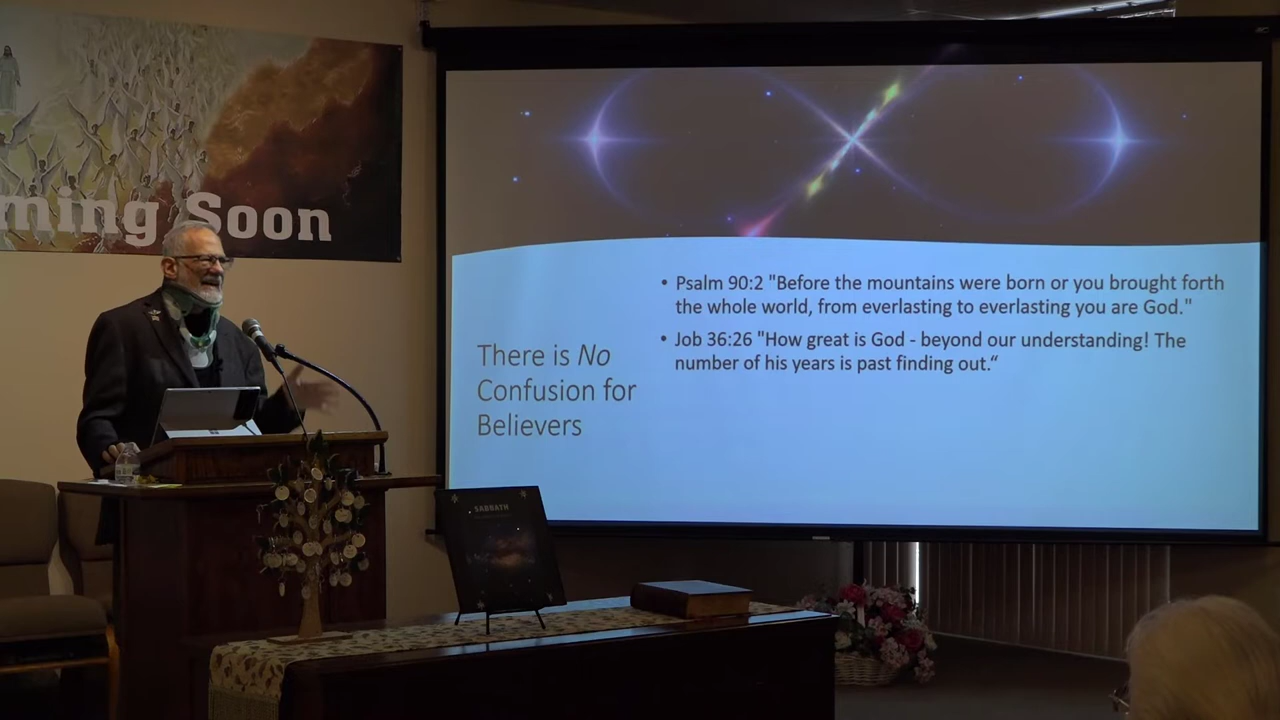 ming Soon
• Psalm 90:2 "Before the mountains were born or you brought forth
the whole world, from everlasting to everlasting you are God."
• Job 36:26 "How great is God - beyond our understanding! The
number of his years is past finding out.“
There is No
Confusion for
Believers
SABBATH